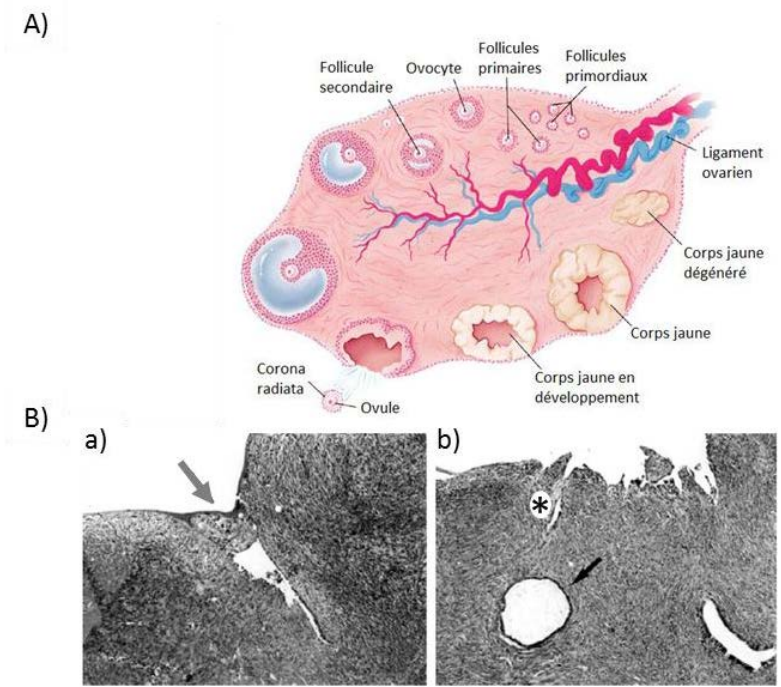 A)
Follicule
secondaire
Ovocyte
Follicules
primaires
Follicules
primordiaux
Ligament
ovarien
Corps jaune
dégénéré
Corps jaune
Corps jaune en
développement
Corona
radiata
Ovule
B)
a)
b)
*